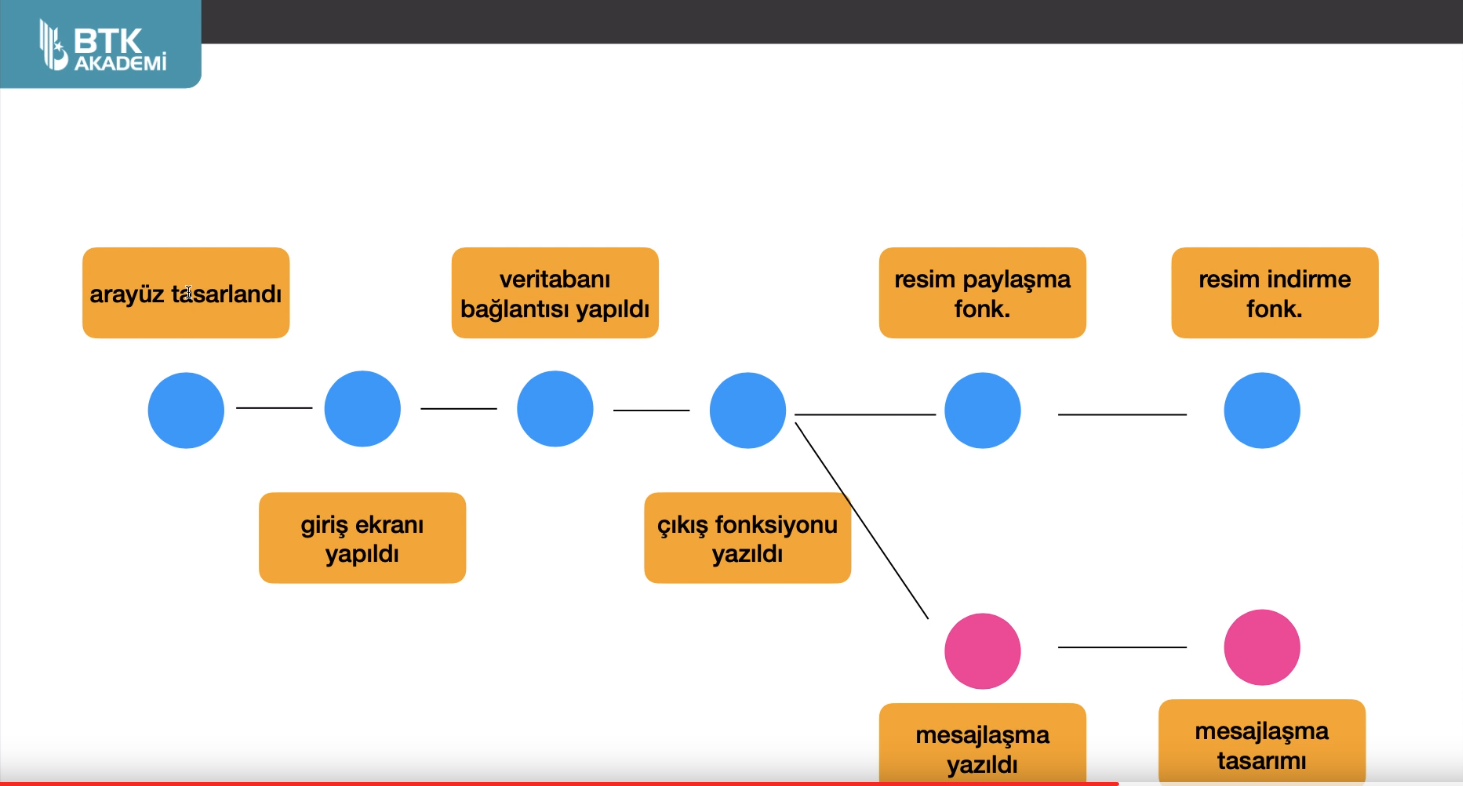 BTK
AKADEMİ
arayüz tasarlandı
veritabanı
bağlantısı yapıldı
resim paylaşma
fonk.
resim indirme
fonk.
giriş ekranı
yapıldı
çıkış fonksiyonu
yazıldı
mesajlaşma
yazıldı
mesajlaşma
tasarımı